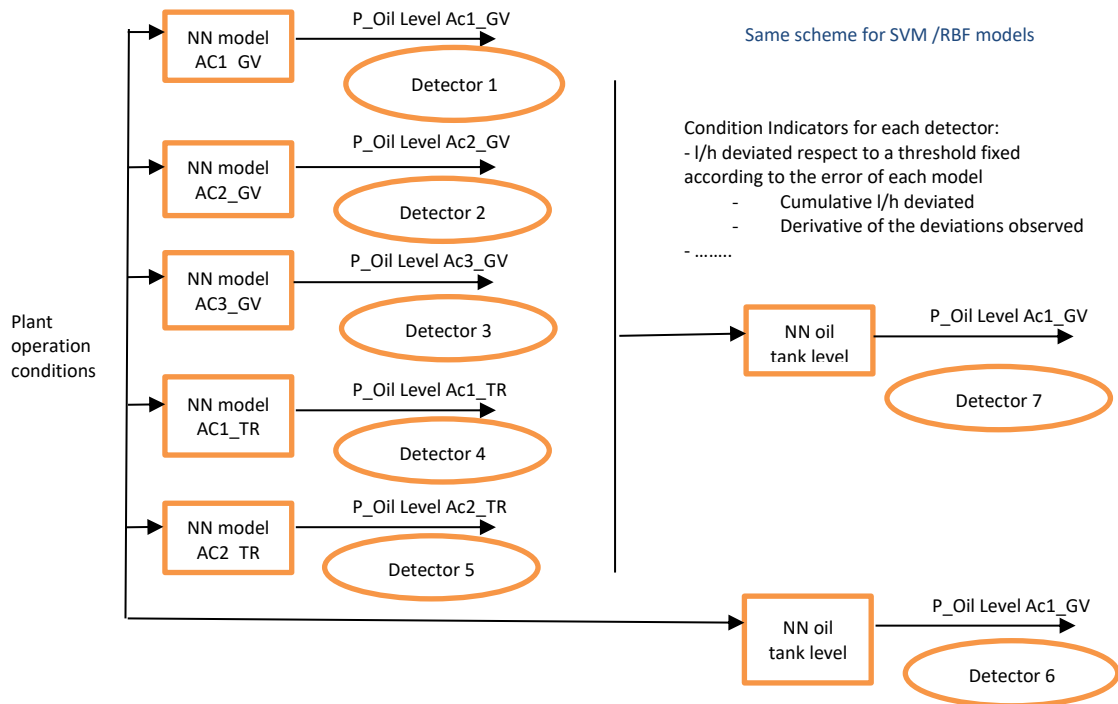 P_Oil Level Ac1_GV
NN model
AC1 GV
Detector 1
Same scheme for SVM /RBF models
P_Oil Level Ac2_GV
NN model
AC2_GV
Detector 2
Condition Indicators for each detector:
- l/h deviated respect to a threshold fixed
according to the error of each model
- Cumulative l/h deviated
- Derivative of the deviations observed
- ........
P_Oil Level Ac3_GV
NN model
AC3_GV
Detector 3
Plant
operation
conditions
NN oil
tank level
P_Oil Level Ac1_GV
Detector 7
P_Oil Level Ac1_TR
NN model
AC1_TR
Detector 4
P_Oil Level Ac2_TR
NN model
AC2 TR
Detector 5
NN oil
tank level
P_Oil Level Ac1_GV
Detector 6